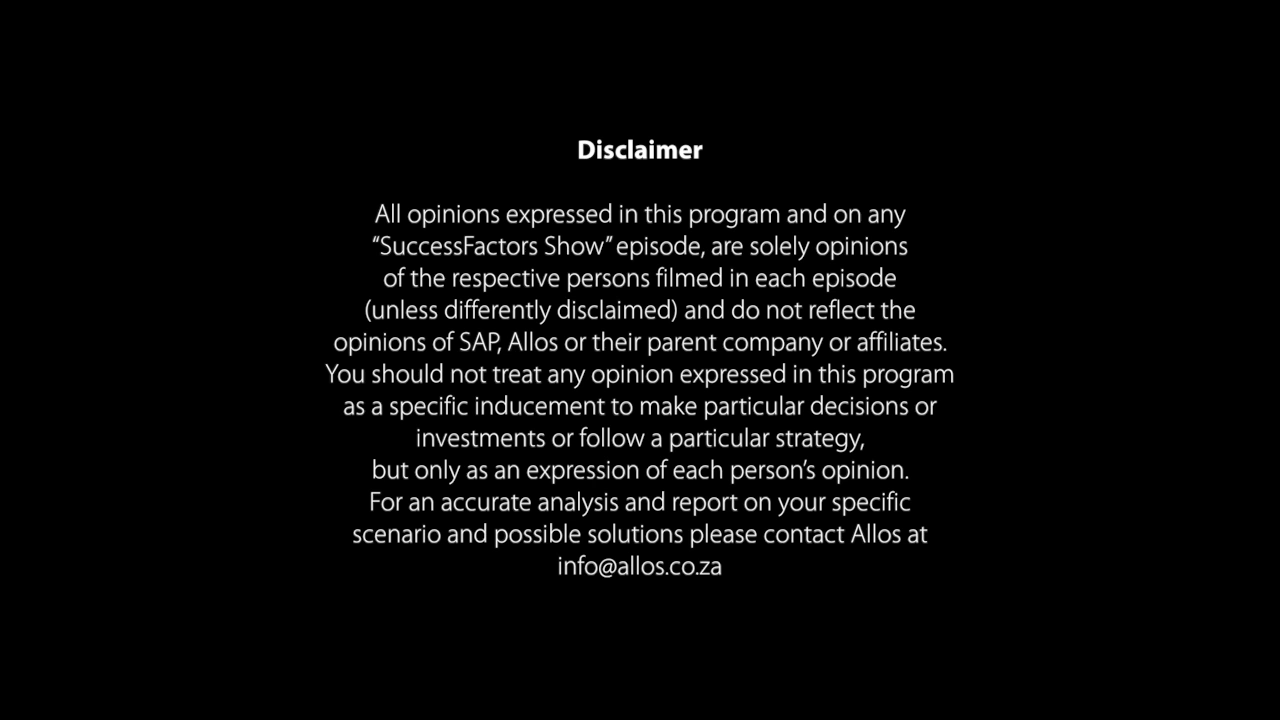 Disclaimer
All opinions expressed in this program and on any
“SuccessFactors Show” episode, are solely opinions
of the respective persons filmed in each episode
(unless differently disclaimed) and do not reflect the
opinions of SAP, Allos or their parent company or affiliates.
You should not treat any opinion expressed in this program
as a specific inducement to make particular decisions or
investments or follow a particular strategy,
but only as an expression of each person’s opinion.
For an accurate analysis and report on your specific
scenario and possible solutions please contact Allos at
info@allos.co.za